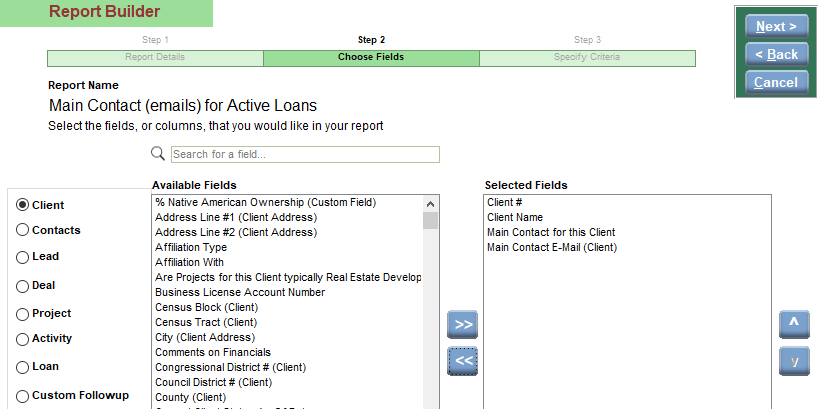 Report Builder
Next >
< Back
Cancel
Step 1
Step 2
Step 3
Report Details
Choose Fields
Specify Criteria
Report Name
Main Contact (emails) for Active Loans
Select the fields, or columns, that you would like in your report
Search for a field...
Client
Contacts
Lead
Deal
Project
Activity
Loan
Custom Followup
Available Fields
% Native American Ownership (Custom Field)
Address Line #1 (Client Address)
Address Line #2 (Client Address)
Affiliation Type
Affiliation With
Are Projects for this Client typically Real Estate Develop
Business License Account Number
Census Block (Client)
Census Tract (Client)
City (Client Address)
Comments on Financials
Congressional District # (Client)
Council District # (Client)
County (Client)
>>
<<
Selected Fields
Client #
Client Name
Main Contact for this Client
Main Contact E-Mail (Client)
^
v